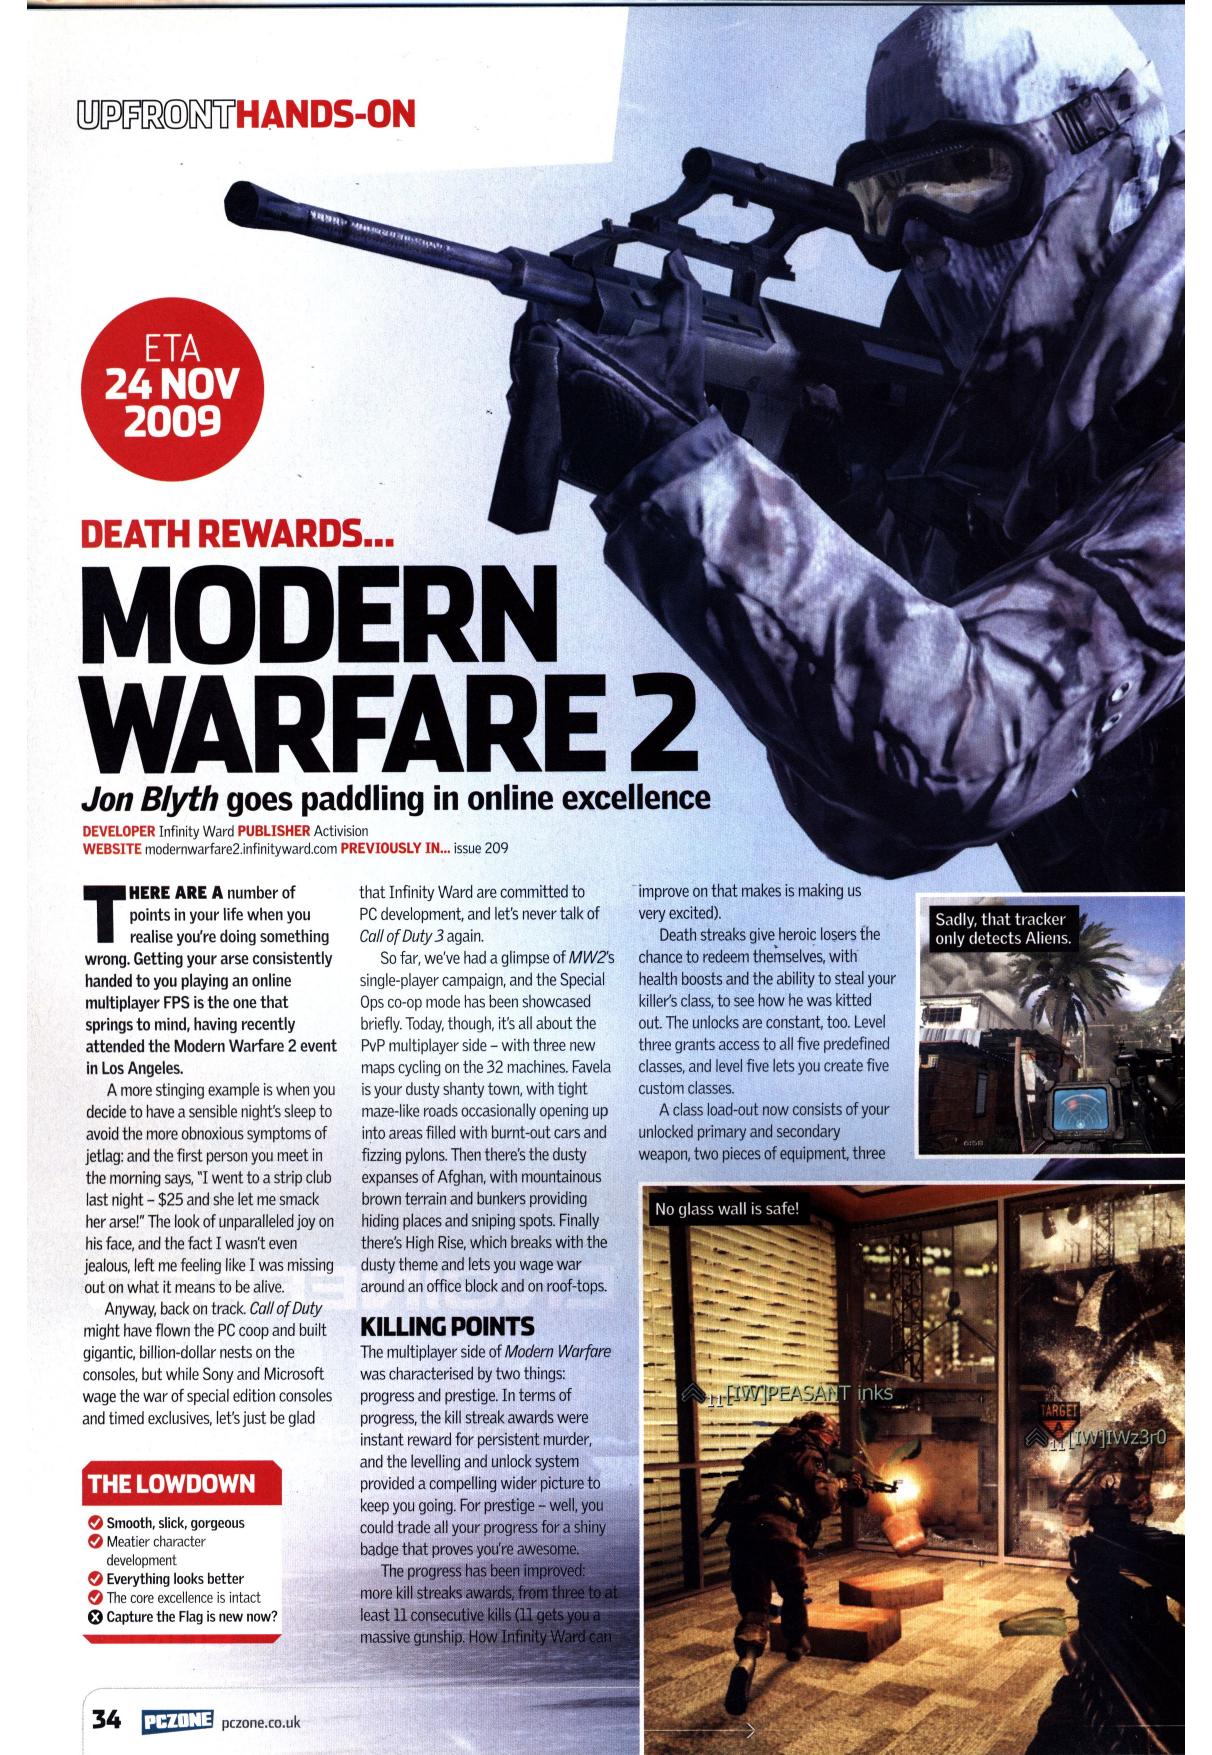 UPFRONTHANDS-ON
ETA
24 NOV
2009
DEATH REWARDS...
MODERN
WARFARE 2
Jon Blyth goes paddling in online excellence
DEVELOPER Infinity Ward PUBLISHER Activision
WEBSITE modernwarfare2.infinityward.com PREVIOUSLY IN... issue 209
THERE ARE A number of
points in your life when you
realise you're doing something
wrong. Getting your arse consistently
handed to you playing an online
multiplayer FPS is the one that
springs to mind, having recently
attended the Modern Warfare 2 event
in Los Angeles.
A more stinging example is when you
decide to have a sensible night's sleep to
avoid the more obnoxious symptoms of
jetlag: and the first person you meet in
the morning says, "I went to a strip club
last night – $25 and she let me smack
her arse!" The look of unparalleled joy on
his face, and the fact I wasn't even
jealous, left me feeling like I was missing
out on what it means to be alive.
Anyway, back on track. Call of Duty
might have flown the PC coop and built
gigantic, billion-dollar nests on the
consoles, but while Sony and Microsoft
wage the war of special edition consoles
and timed exclusives, let's just be glad
THE LOWDOWN
Smooth, slick, gorgeous
Meatier character
development
Everything looks better
The core excellence is intact
Capture the Flag is new now?
that Infinity Ward are committed to
PC development, and let's never talk of
Call of Duty 3 again.
So far, we've had a glimpse of MW2's
single-player campaign, and the Special
Ops co-op mode has been showcased
briefly. Today, though, it's all about the
PvP multiplayer side – with three new
maps cycling on the 32 machines. Favela
is your dusty shanty town, with tight
maze-like roads occasionally opening up
into areas filled with burnt-out cars and
fizzing pylons. Then there's the dusty
expanses of Afghan, with mountainous
brown terrain and bunkers providing
hiding places and sniping spots. Finally
there's High Rise, which breaks with the
dusty theme and lets you wage war
around an office block and on roof-tops.
KILLING POINTS
The multiplayer side of Modern Warfare
was characterised by two things:
progress and prestige. In terms of
progress, the kill streak awards were
instant reward for persistent murder,
and the levelling and unlock system
provided a compelling wider picture to
keep you going. For prestige – well, you
could trade all your progress for a shiny
badge that proves you're awesome.
The progress has been improved:
more kill streaks awards, from three to at
least 11 consecutive kills (11 gets you a
massive gunship. How Infinity Ward can
improve on that makes is making us
very excited).
Death streaks give heroic losers the
chance to redeem themselves, with
health boosts and the ability to steal your
killer's class, to see how he was kitted
out. The unlocks are constant, too. Level
three grants access to all five predefined
classes, and level five lets you create five
custom classes.
A class load-out now consists of your
unlocked primary and secondary
weapon, two pieces of equipment, three
Sadly, that tracker
only detects Aliens.
6:58
No glass wall is safe!
11 [IW]PEASANT inks
TARGET
11 [IW]IWz3r0
34 PCZONE pczone.co.uk